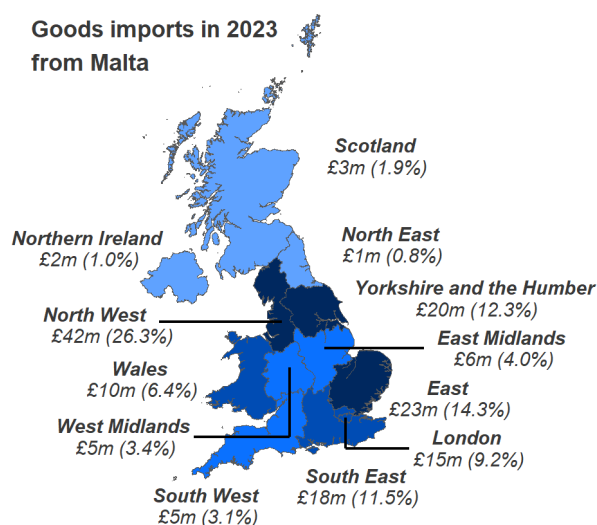 Goods imports in 2023
from Malta
Scotland
£3m (1.9%)
Northern Ireland
£2m (1.0%)
North East
£1m (0.8%)
Yorkshire and the Humber
£20m (12.3%)
North West
£42m (26.3%)
East Midlands
£6m (4.0%)
Wales
£10m (6.4%)
East
£23m (14.3%)
West Midlands
£5m (3.4%)
London
£15m (9.2%)
South East
£18m (11.5%)
South West
£5m (3.1%)